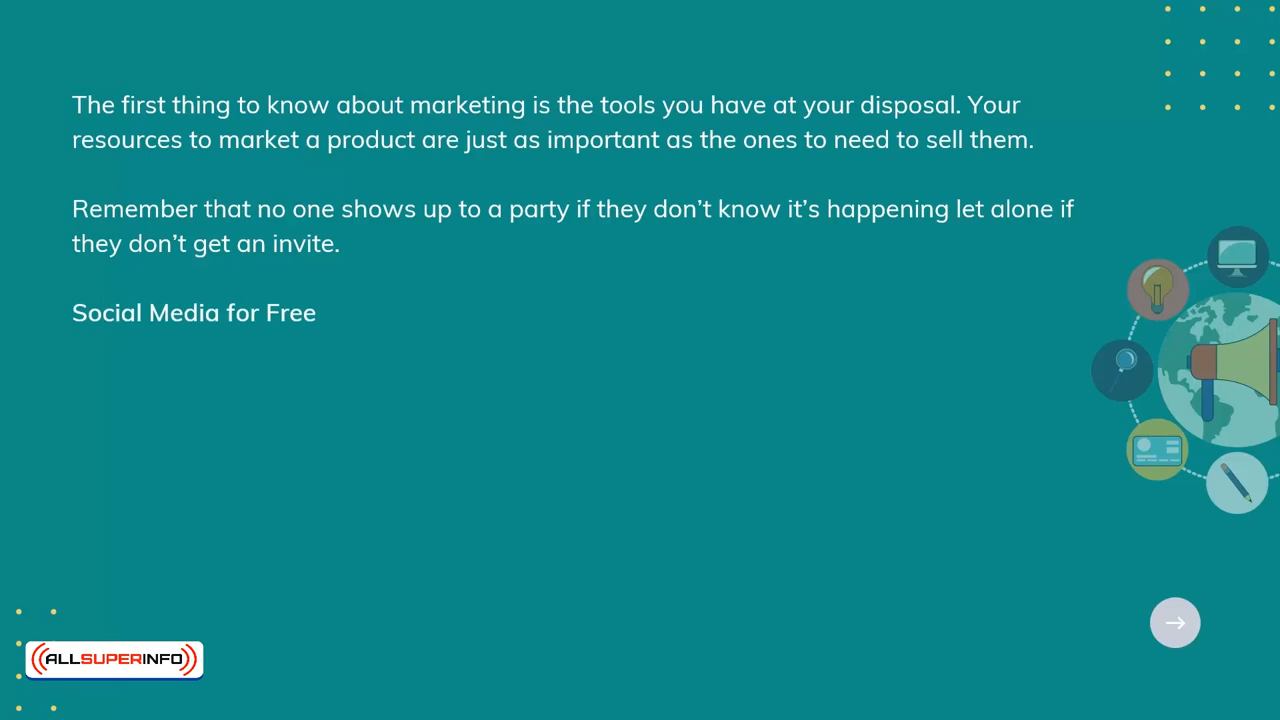 The first thing to know about marketing is the tools you have at your disposal. Your
resources to market a product are just as important as the ones to need to sell them.
Remember that no one shows up to a party if they don’t know it’s happening let alone if
they don’t get an invite.
Social Media for Free
ALLSUPERINFO